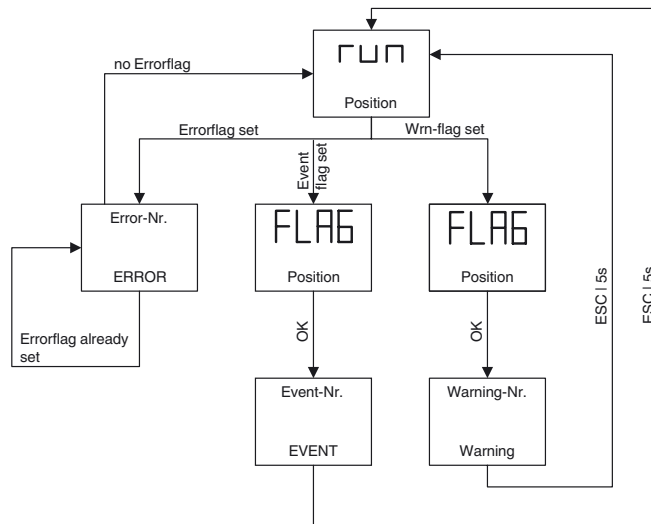 run
Position
no Errorflag
Errorflag set
Event
flag set
Wrn-flag set
Error-Nr.
ERROR
FLAG
Position
FLAG
Position
Errorflag already
set
OK
OK
ESC | 5s
ESC | 5s
Event-Nr.
EVENT
Warning-Nr.
Warning